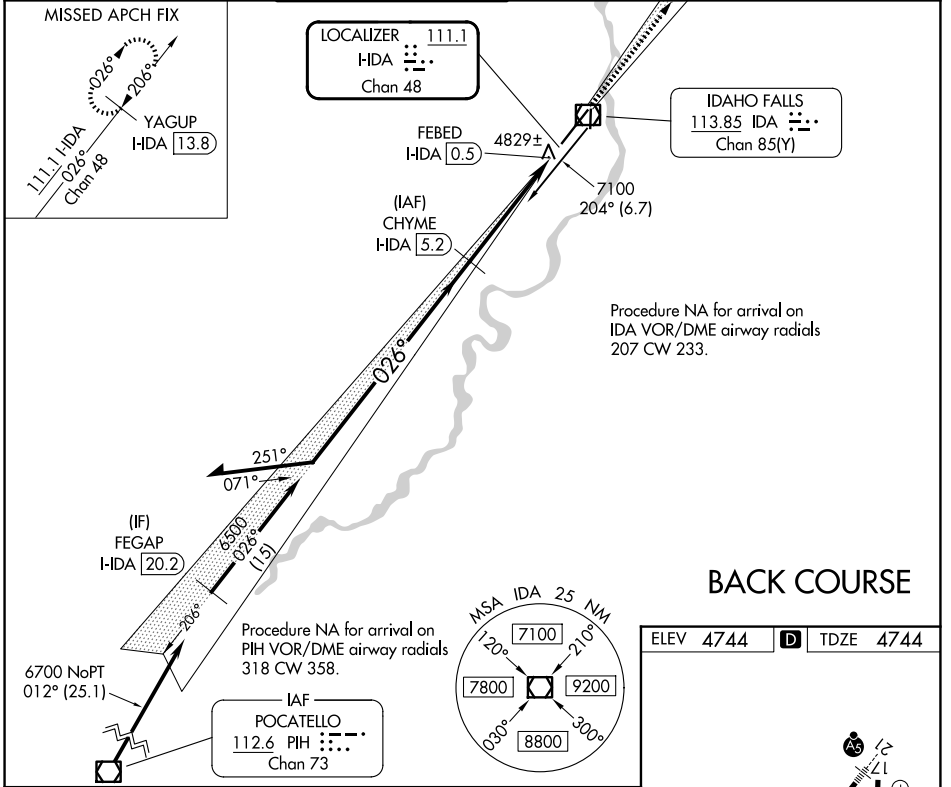 MISSED APCH FIX
026°
206°
YAGUP
I-IDA 13.8
111.1 I-IDA
026°
Chan 48
LOCALIZER 111.1
I-IDA
Chan 48
IDAHO FALLS
113.85 IDA
Chan 85(Y)
FEBED
I-IDA 0.5
4829±
7100
204° (6.7)
(IAF)
CHYME
I-IDA 5.2
Procedure NA for arrival on
IDA VOR/DME airway radials
207 CW 233.
026°
251°
071°
(IF)
FEGAP
I-IDA 20.2
6500
026°
(15)
206°
Procedure NA for arrival on
PIH VOR/DME airway radials
318 CW 358.
6700 NoPT
012° (25.1)
IAF
POCATELLO
112.6 PIH
Chan 73
MSA IDA 25 NM
120°
7100
210°
7800
9200
030°
8800
300°
BACK COURSE
ELEV 4744 D TDZE 4744
A5
21
17
L